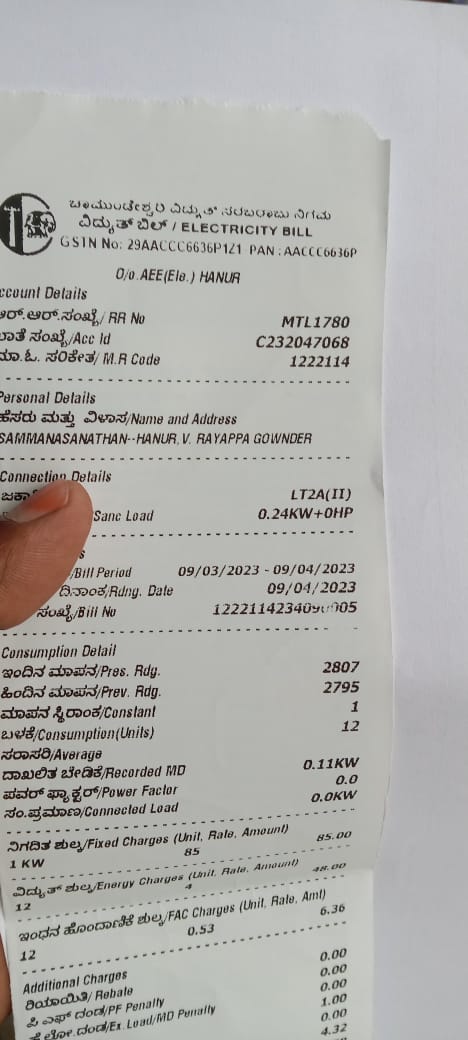 ಚಾಮುಂಡೇಶ್ವರಿ ವಿದ್ಯುತ್ ಸರಬರಾಜು ನಿಗಮ
ವಿದ್ಯುತ್ ಬಿಲ್ / ELECTRICITY BILL
GSTN No: 29AACCC6636P1Z1 PAN : AACCC6636P
O/o.AEE(Ele.) HANUR
ccount Details
ಆರ್.ಆರ್.ಸಂಖ್ಯೆ/ RR No MTL1780
ಖಾತೆ ಸಂಖ್ಯೆ/Acc Id C232047068
ಮಾ.ಓ. ಸಂಕೇತ/ M.R Code 1222114
Personal Details
ಹೆಸರು ಮತ್ತು ವಿಳಾಸ/Name and Address
SAMMANASANATHAN--HANUR,V. RAYAPPA GOWNDER
Connection Details
LT2A(II)
/Sanc Load 0.24KW+0HP
/Bill Period 09/03/2023 - 09/04/2023
ದಿನಾಂಕ/Rdng. Date 09/04/2023
ಸಂಖ್ಯೆ/Bill No
Consumption Detail
ಇಂದಿನ ಮಾಪನ/Pres. Rdg. 2807
ಹಿಂದಿನ ಮಾಪನ/Prev. Rdg. 2795
ಮಾಪನ ಸ್ಥಿರಾಂಕ/Constant 1
ಬಳಕೆ/Consumption(Units) 12
ಸರಾಸರಿ/Average
ದಾಖಲಿತ ಬೇಡಿಕೆ/Recorded MD 0.11KW
ಪವರ್ ಫ್ಯಾಕ್ಟರ್/Power Factor 0.0
ಸಂ.ಪ್ರಮಾಣ/Connected Load 0.0KW
ನಿಗದಿತ ಶುಲ್ಕ/Fixed Charges (Unit, Rate, Amount)
1 KW 85 85.00
ವಿದ್ಯುತ್ ಶುಲ್ಕ/Energy Charges (Unit, Rate, Amount)
12 4 48.00
ಇಂಧನ ಹೊಂದಾಣಿಕೆ ಶುಲ್ಕ/FAC Charges (Unit, Rate, Amt)
12 0.53 6.36
Additional Charges
ರಿಯಾಯಿತಿ/ Rebate 0.00
ಪಿ ಎಫ್ ದಂಡ/PF Penalty 0.00
ದಂಡ/Ex. Load/MD Penally 0.00
1.00
0.00
4.32